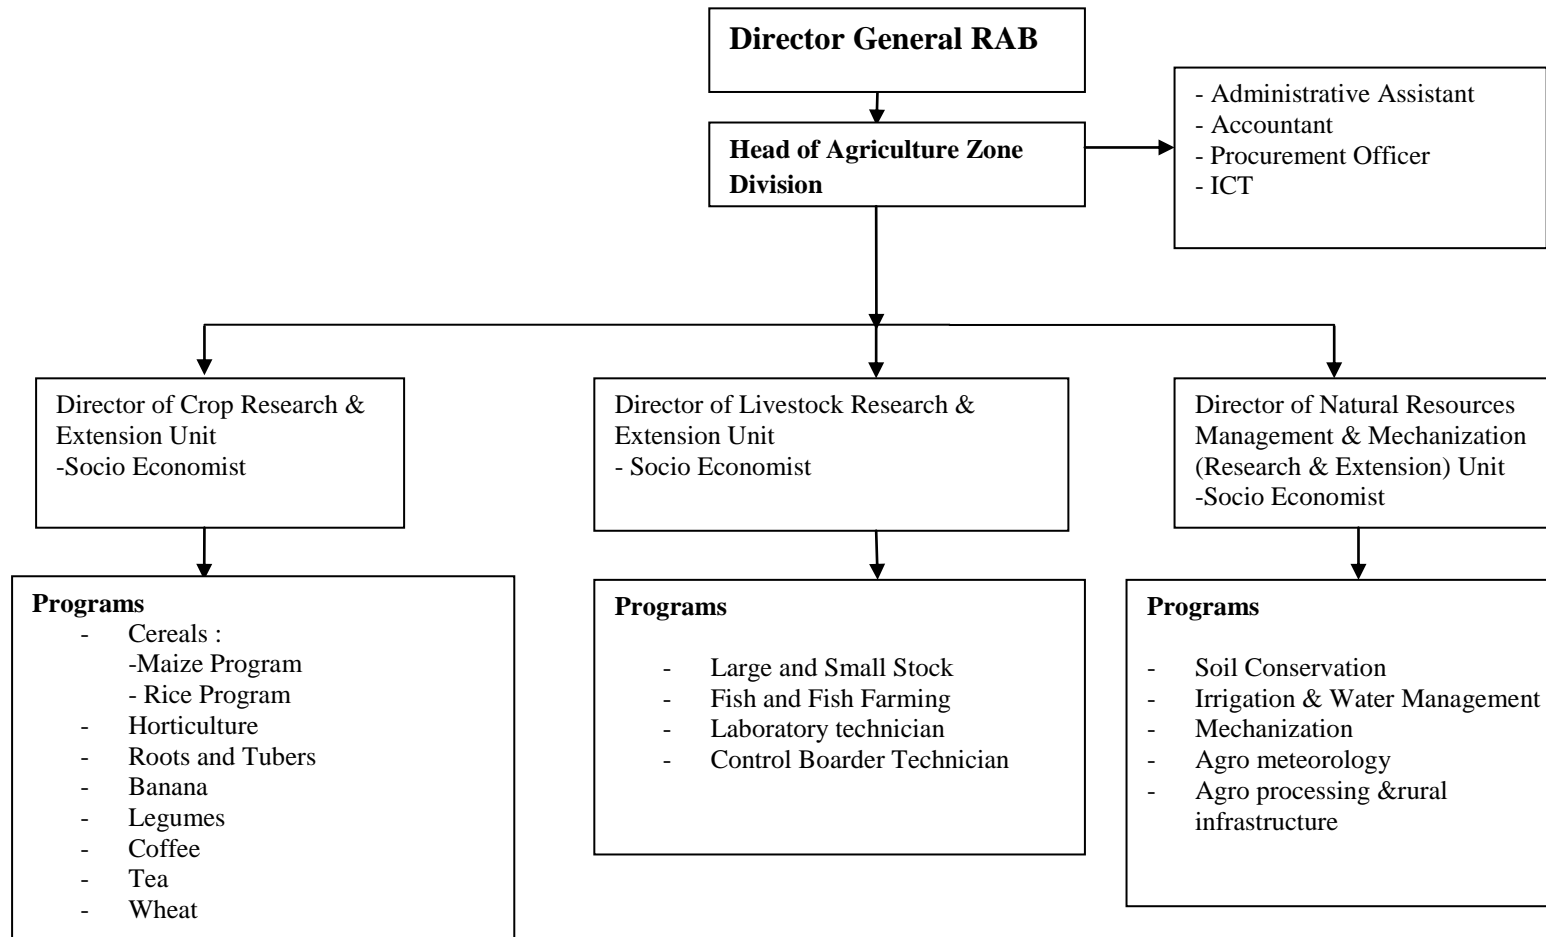 Director General RAB
Head of Agriculture Zone
Division
- Administrative Assistant
- Accountant
- Procurement Officer
- ICT
Director of Crop Research &
Extension Unit
-Socio Economist
Director of Livestock Research &
Extension Unit
- Socio Economist
Director of Natural Resources
Management & Mechanization
(Research & Extension) Unit
-Socio Economist
Programs
- Cereals :
-Maize Program
- Rice Program
- Horticulture
- Roots and Tubers
- Banana
- Legumes
- Coffee
- Tea
- Wheat
Programs
- Large and Small Stock
- Fish and Fish Farming
- Laboratory technician
- Control Boarder Technician
Programs
- Soil Conservation
- Irrigation & Water Management
- Mechanization
- Agro meteorology
- Agro processing &rural
infrastructure